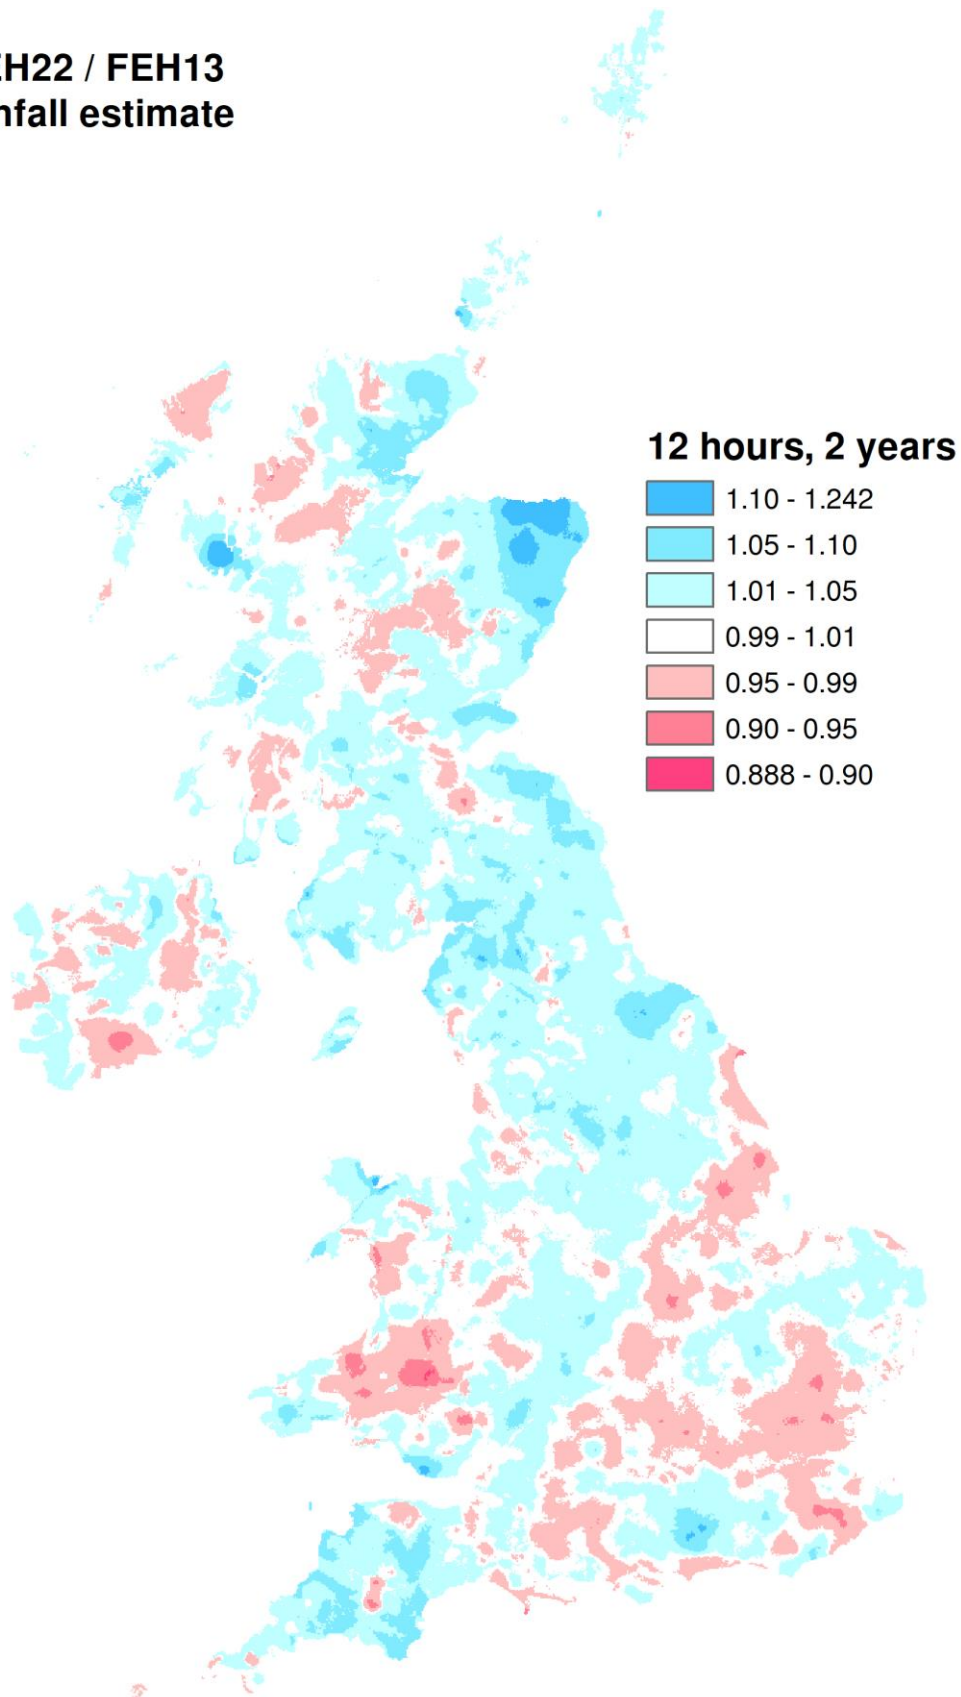 EH22 / FEH13
nfall estimate
12 hours, 2 years
1.10 - 1.242
1.05 - 1.10
1.01 - 1.05
0.99 - 1.01
0.95 - 0.99
0.90 - 0.95
0.888 - 0.90